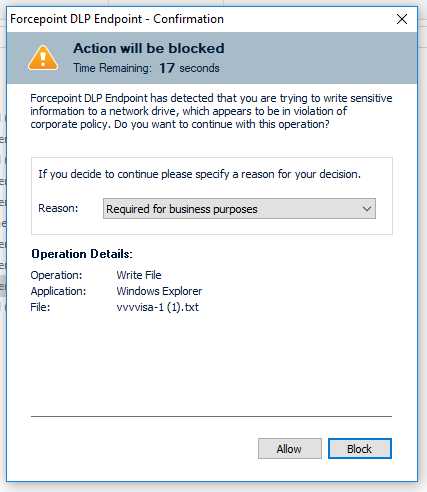 Forcepoint DLP Endpoint - Confirmation
Action will be blocked
Time Remaining: 17 seconds
Forcepoint DLP Endpoint has detected that you are trying to write sensitive
information to a network drive, which appears to be in violation of
corporate policy. Do you want to continue with this operation?
If you decide to continue please specify a reason for your decision.
Reason: Required for business purposes
Operation Details:
Operation: Write File
Application: Windows Explorer
File: vvvvisa-1 (1).txt
Allow Block